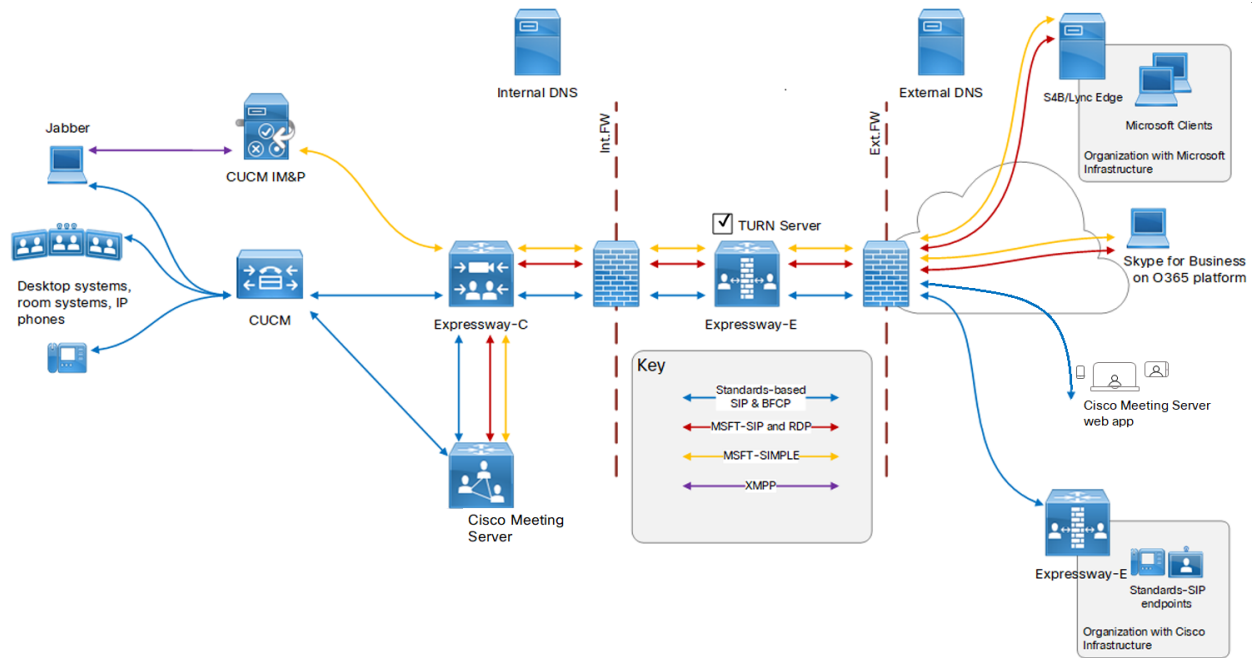 Internal DNS
External DNS
S4B/Lync Edge
Microsoft Clients
Organization with Microsoft
Infrastructure
Jabber
CUCM IM&P
Int.FW
Ext.FW
TURN Server
Skype for Business
on O365 platform
Desktop systems,
room systems, IP
phones
CUCM
Expressway-C
Expressway-E
Key
Standards-based
SIP & BFCP
MSFT-SIP and RDP
MSFT-SIMPLE
XMPP
Cisco Meeting Server
web app
Cisco Meeting
Server
Expressway-E
Standards-SIP
endpoints
Organization with Cisco
Infrastructure